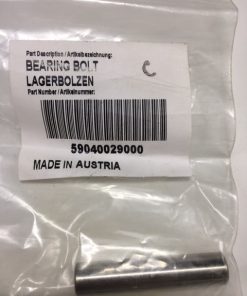 Part Description / Artikelbezeichnung:
BEARING BOLT
LAGERBOLZEN
Part Number / Artikelnummer:
C
59040029000
MADE IN AUSTRIA